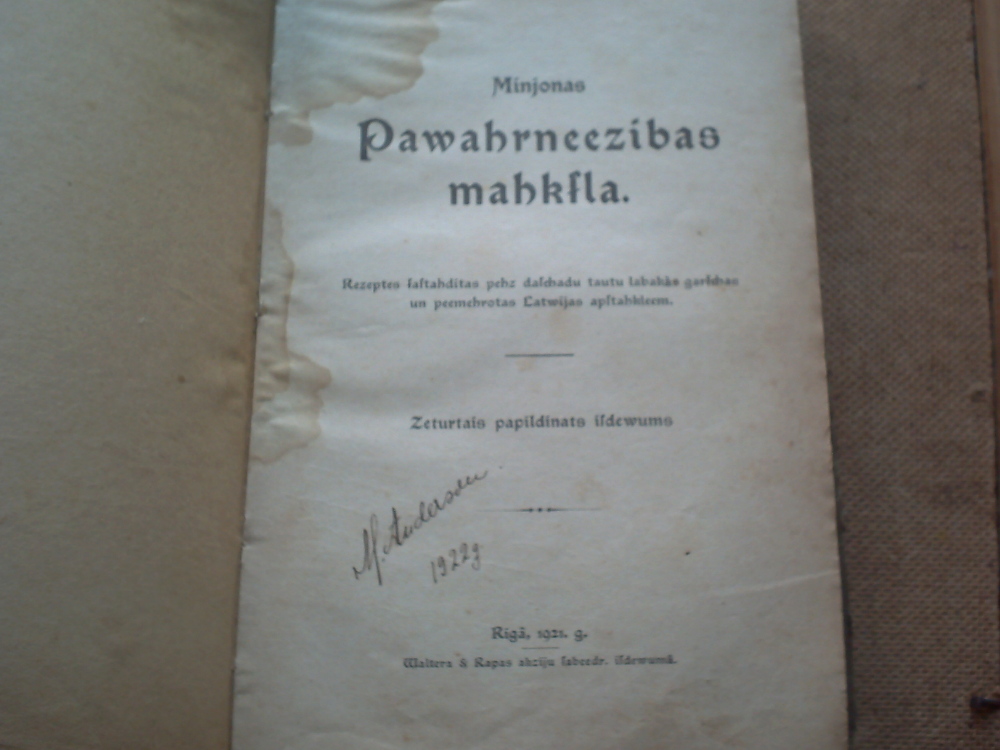 Minjonas
Pawahrneezibas
mahkſla.
Rezeptes ſaſtahditas pehz daſchadu tautu labakàs garſchas
un peemehrotas Latwijas apſtahkleem.
Zeturtais papildinats iſdewums
M. Anderson
1922g
Rigā, 1921. g.
Waltera & Rapas akziju ſabeedr. iſdewumā.